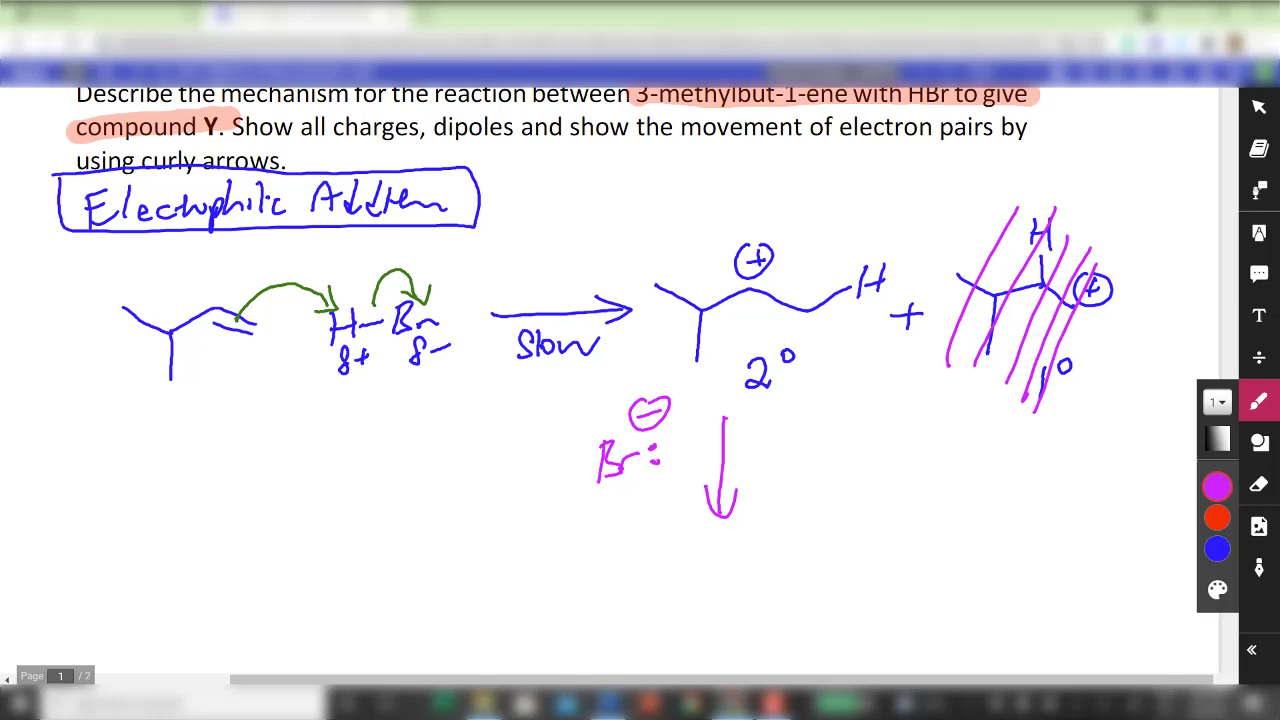 Describe the mechanism for the reaction between 3-methylbut-1-ene with HBr to give
compound Y. Show all charges, dipoles and show the movement of electron pairs by
using curly arrows.
Electrophilic Addition
H
H–Br
δ+ δ−
Slow
⊕
H
2°
+
⊕
1°
⊖
Br:
1
Page 1 / 2